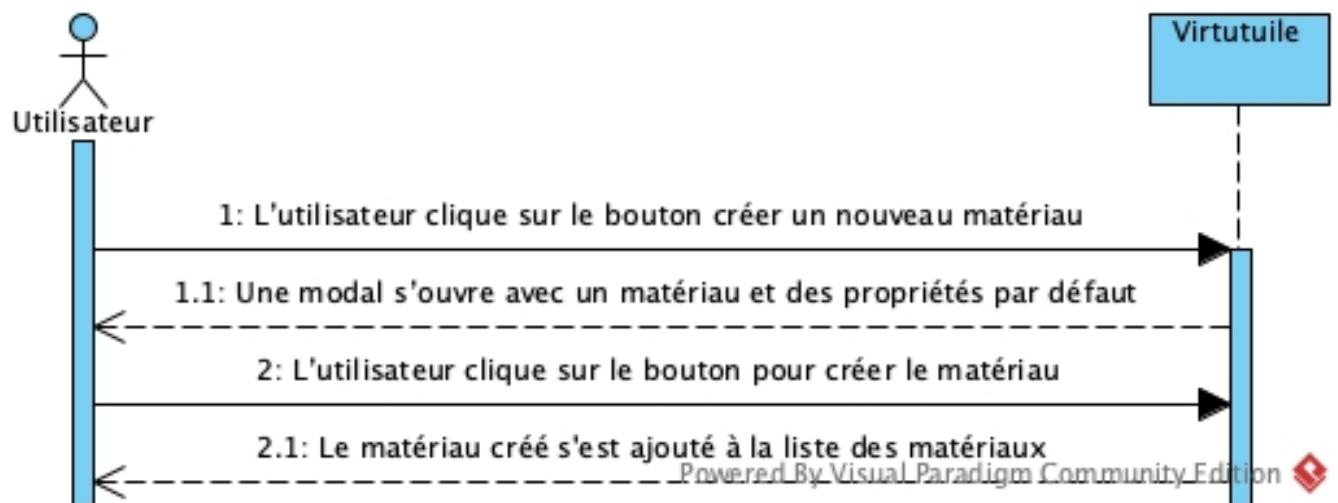 Virtutuile
Utilisateur
1: L'utilisateur clique sur le bouton créer un nouveau matériau
1.1: Une modal s'ouvre avec un matériau et des propriétés par défaut
2: L'utilisateur clique sur le bouton pour créer le matériau
2.1: Le matériau créé s'est ajouté à la liste des matériaux
Powered By Visual Paradigm Community Edition